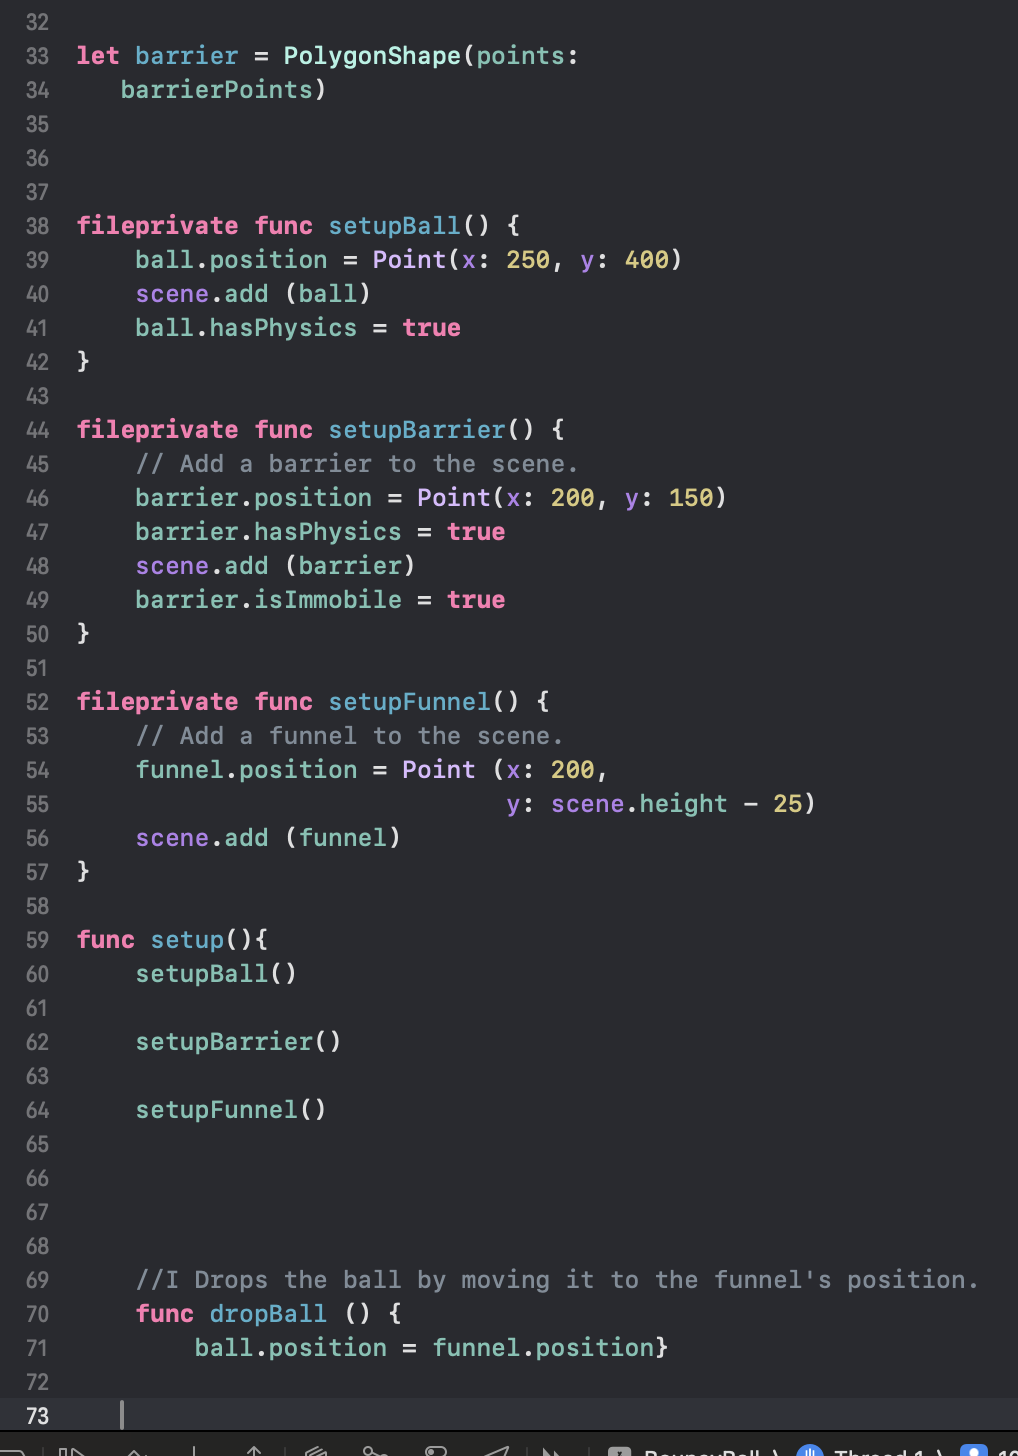 32
33 let barrier = PolygonShape(points:
34 barrierPoints)
35
36
37
38 fileprivate func setupBall() {
39 ball.position = Point(x: 250, y: 400)
40 scene.add (ball)
41 ball.hasPhysics = true
42 }
43
44 fileprivate func setupBarrier() {
45 // Add a barrier to the scene.
46 barrier.position = Point(x: 200, y: 150)
47 barrier.hasPhysics = true
48 scene.add (barrier)
49 barrier.isImmobile = true
50 }
51
52 fileprivate func setupFunnel() {
53 // Add a funnel to the scene.
54 funnel.position = Point (x: 200,
55 y: scene.height - 25)
56 scene.add (funnel)
57 }
58
59 func setup(){
60 setupBall()
61
62 setupBarrier()
63
64 setupFunnel()
65
66
67
68
69 //I Drops the ball by moving it to the funnel's position.
70 func dropBall () {
71 ball.position = funnel.position}
72
73
BouncyBall Thread 1